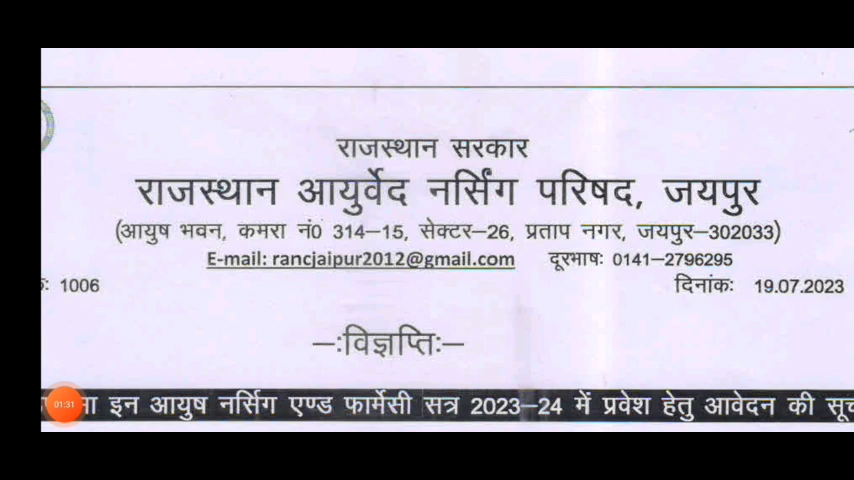 राजस्थान सरकार
राजस्थान आयुर्वेद नर्सिंग परिषद, जयपुर
(आयुष भवन, कमरा नं0 314–15, सेक्टर–26, प्रताप नगर, जयपुर–302033)
E-mail: rancjaipur2012@gmail.com दूरभाषः 0141–2796295
1006 दिनांकः 19.07.2023
–:विज्ञप्तिः–
01:31 इन आयुष नर्सिग एण्ड फार्मेसी सत्र 2023–24 में प्रवेश हेतु आवेदन की